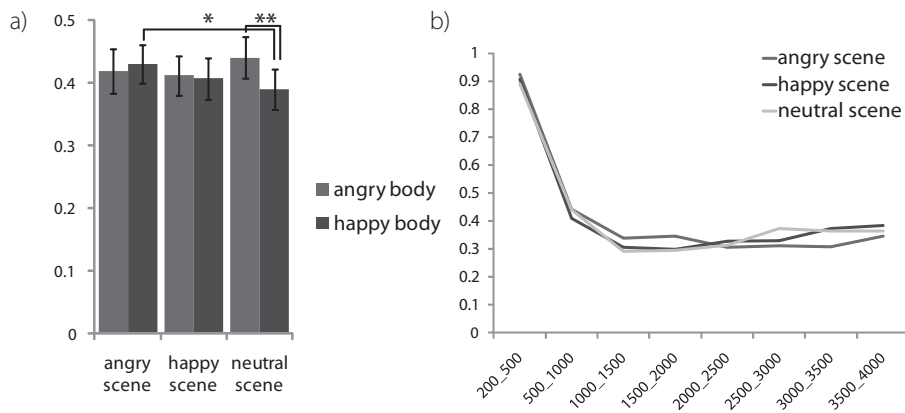 a)
0.5
0.4
0.3
0.2
0.1
0
*
**
angry scene
happy scene
neutral scene
angry body
happy body
b)
1
0.9
0.8
0.7
0.6
0.5
0.4
0.3
0.2
0.1
0
angry scene
happy scene
neutral scene
200_500
500_1000
1000_1500
1500_2000
2000_2500
2500_3000
3000_3500
3500_4000